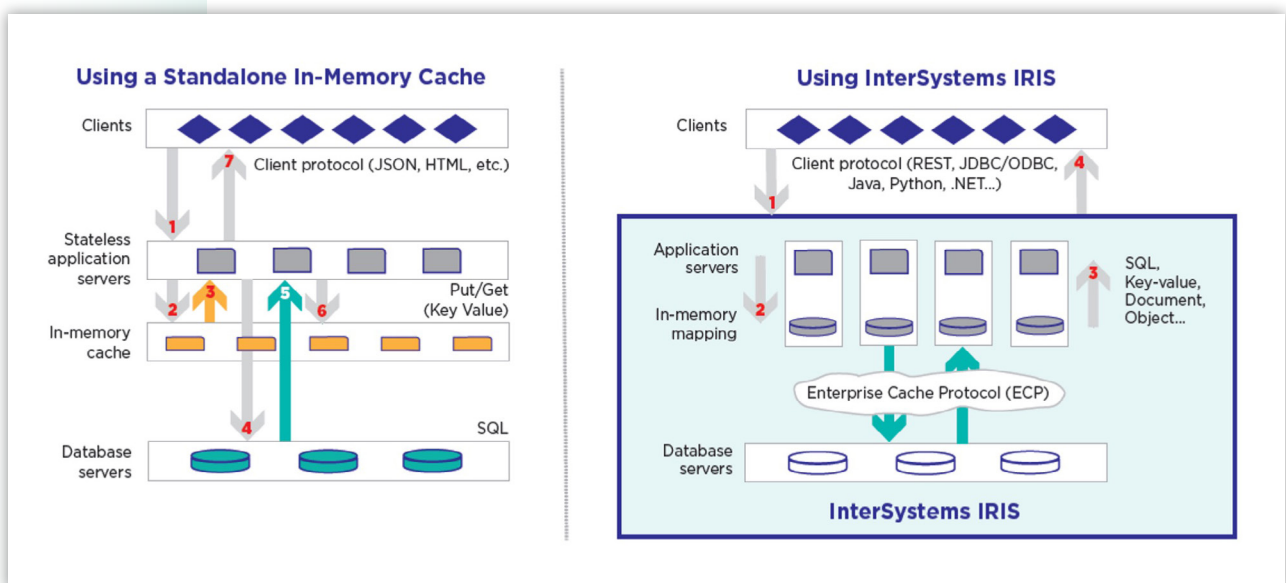 Using a Standalone In-Memory Cache
Clients
7
Client protocol (JSON, HTML, etc.)
1
Stateless
application
servers
2
3
5
6
Put/Get
(Key Value)
In-memory
cache
4
SQL
Database
servers
Using InterSystems IRIS
Clients
Client protocol (REST, JDBC/ODBC,
Java, Python, .NET...)
1
4
Application
servers
2
In-memory
mapping
3
SQL,
Key-value,
Document,
Object...
Enterprise Cache Protocol (ECP)
Database
servers
InterSystems IRIS